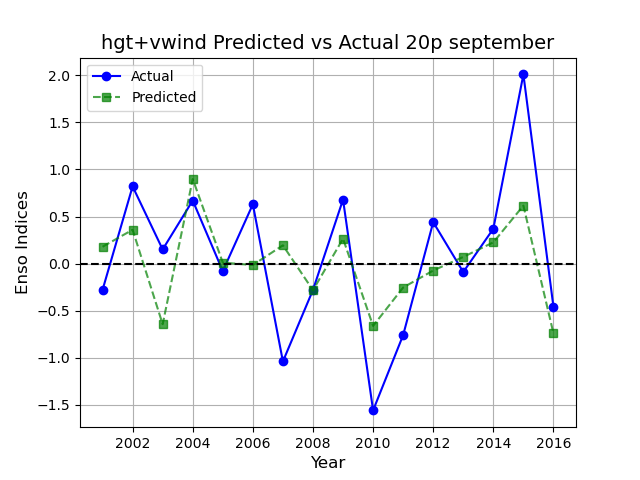 hgt+vwind Predicted vs Actual 20p september
Actual
Predicted
2.0
1.5
1.0
0.5
0.0
−0.5
−1.0
−1.5
Enso Indices
2002 2004 2006 2008 2010 2012 2014 2016
Year